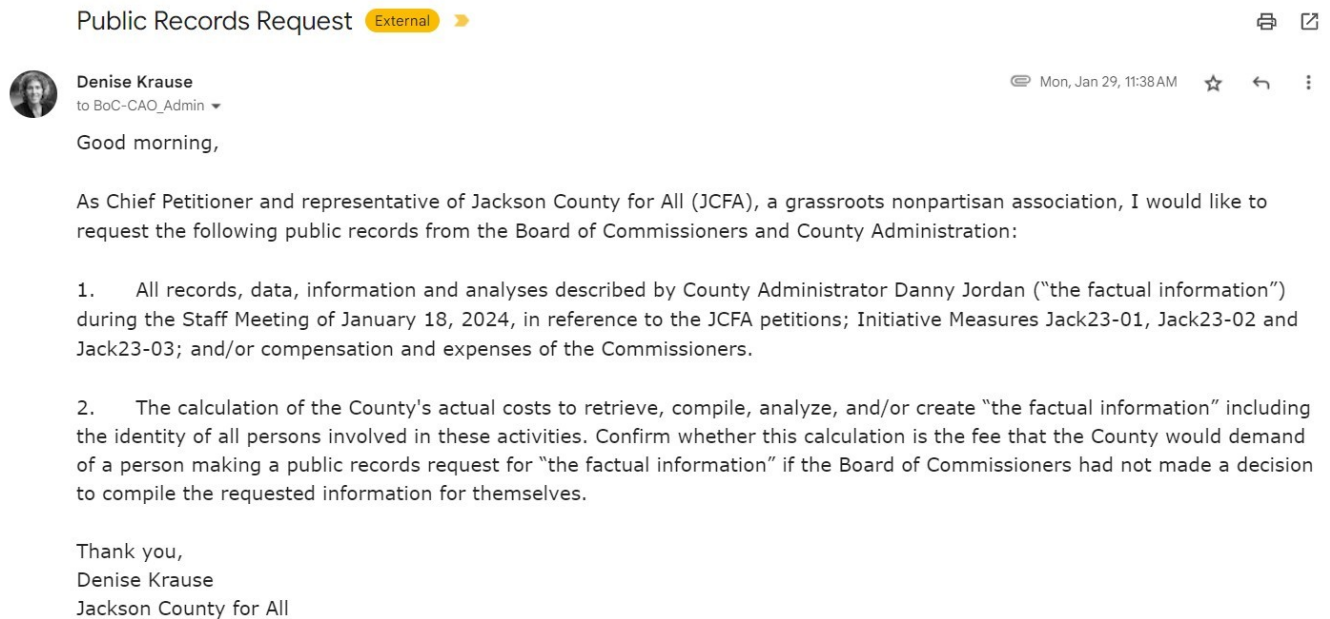 Public Records Request External
Denise Krause
Mon, Jan 29, 11:38 AM
to BoC-CAO_Admin
Good morning,
As Chief Petitioner and representative of Jackson County for All (JCFA), a grassroots nonpartisan association, I would like to
request the following public records from the Board of Commissioners and County Administration:
1. All records, data, information and analyses described by County Administrator Danny Jordan (“the factual information”)
during the Staff Meeting of January 18, 2024, in reference to the JCFA petitions; Initiative Measures Jack23-01, Jack23-02 and
Jack23-03; and/or compensation and expenses of the Commissioners.
2. The calculation of the County's actual costs to retrieve, compile, analyze, and/or create “the factual information” including
the identity of all persons involved in these activities. Confirm whether this calculation is the fee that the County would demand
of a person making a public records request for “the factual information” if the Board of Commissioners had not made a decision
to compile the requested information for themselves.
Thank you,
Denise Krause
Jackson County for All